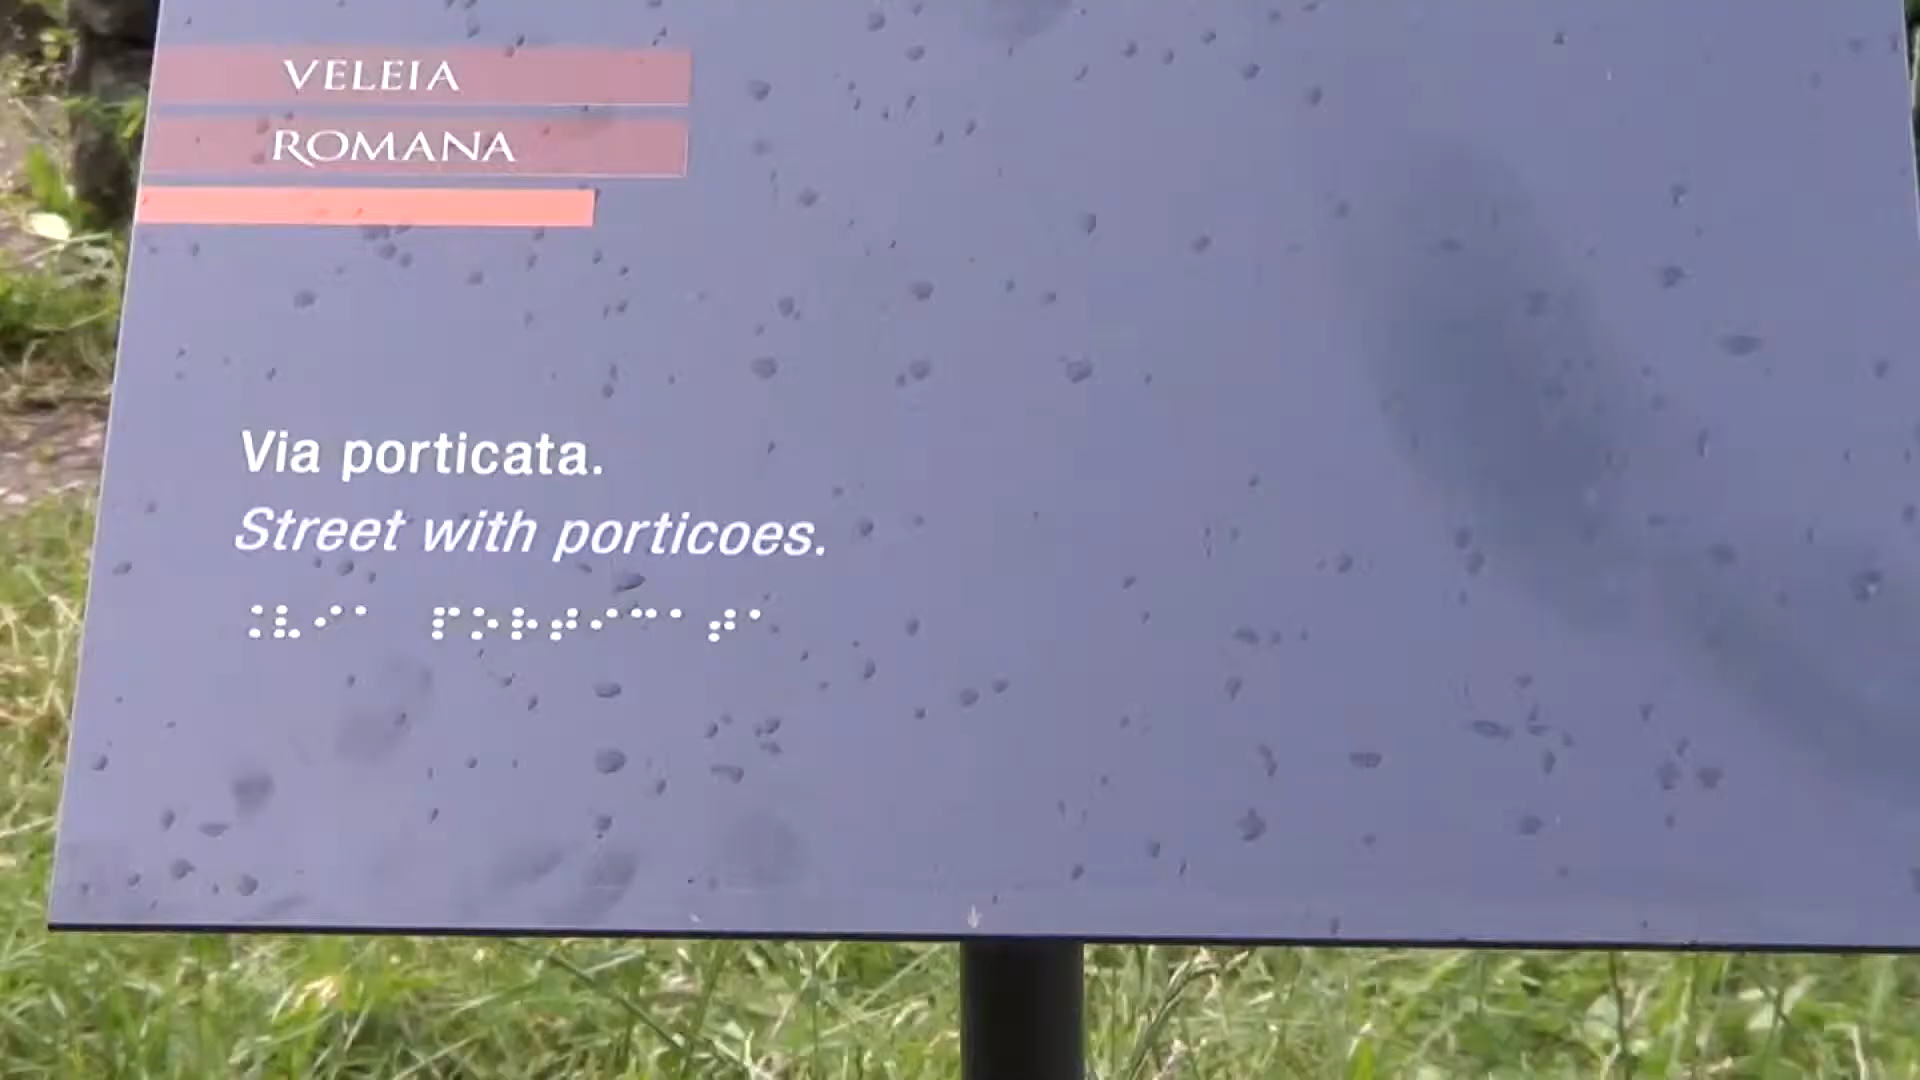 VELEIA
ROMANA
Via porticata.
Street with porticoes.
⠨⠧⠊⠁ ⠏⠕⠗⠞⠊⠉⠁⠞⠁